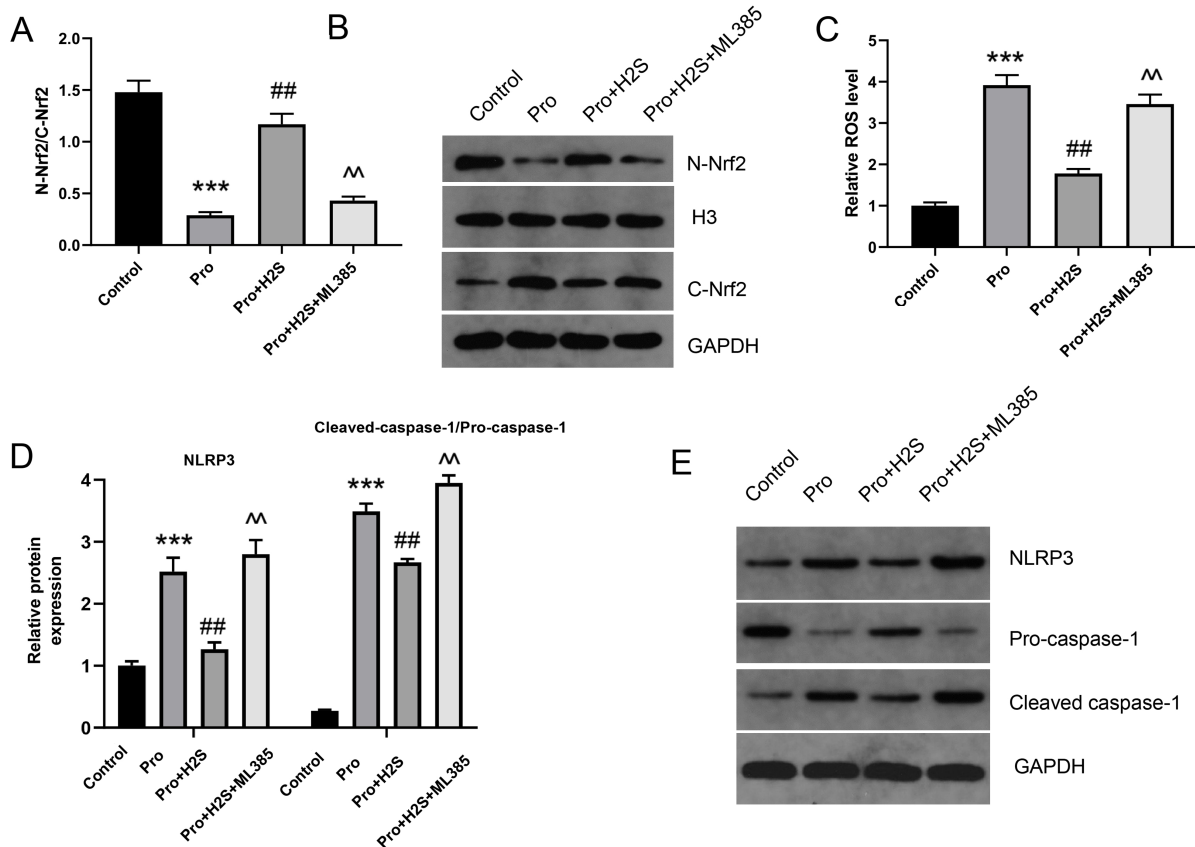 A
N-Nrf2/C-Nrf2
2.0
1.5
1.0
0.5
0.0
***
##
^^
Control
Pro
Pro+H2S
Pro+H2S+ML385
B
Control
Pro
Pro+H2S
Pro+H2S+ML385
N-Nrf2
H3
C-Nrf2
GAPDH
C
Relative ROS level
5
4
3
2
1
0
***
##
^^
Control
Pro
Pro+H2S
Pro+H2S+ML385
D
NLRP3
Cleaved-caspase-1/Pro-caspase-1
Relative protein
expression
4
3
2
1
0
***
##
^^
***
##
^^
Control
Pro
Pro+H2S
Pro+H2S+ML385
Control
Pro
Pro+H2S
Pro+H2S+ML385
E
Control
Pro
Pro+H2S
Pro+H2S+ML385
NLRP3
Pro-caspase-1
Cleaved caspase-1
GAPDH